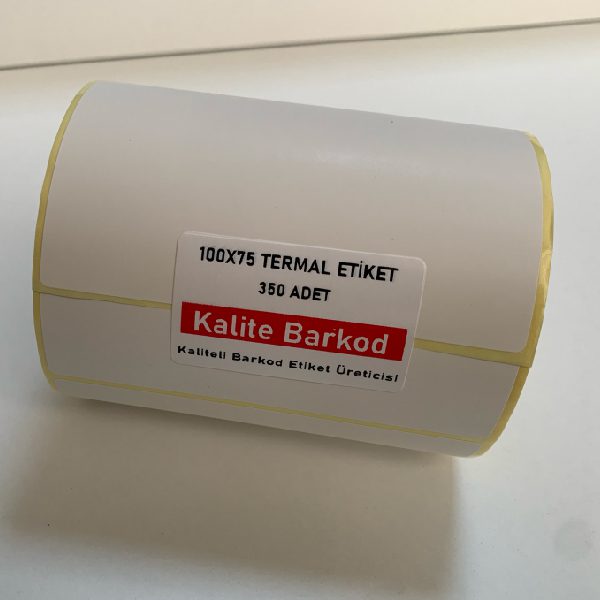 100X75 TERMAL ETİKET
350 ADET
Kalite Barkod
Kaliteli Barkod Etiket Üreticisi